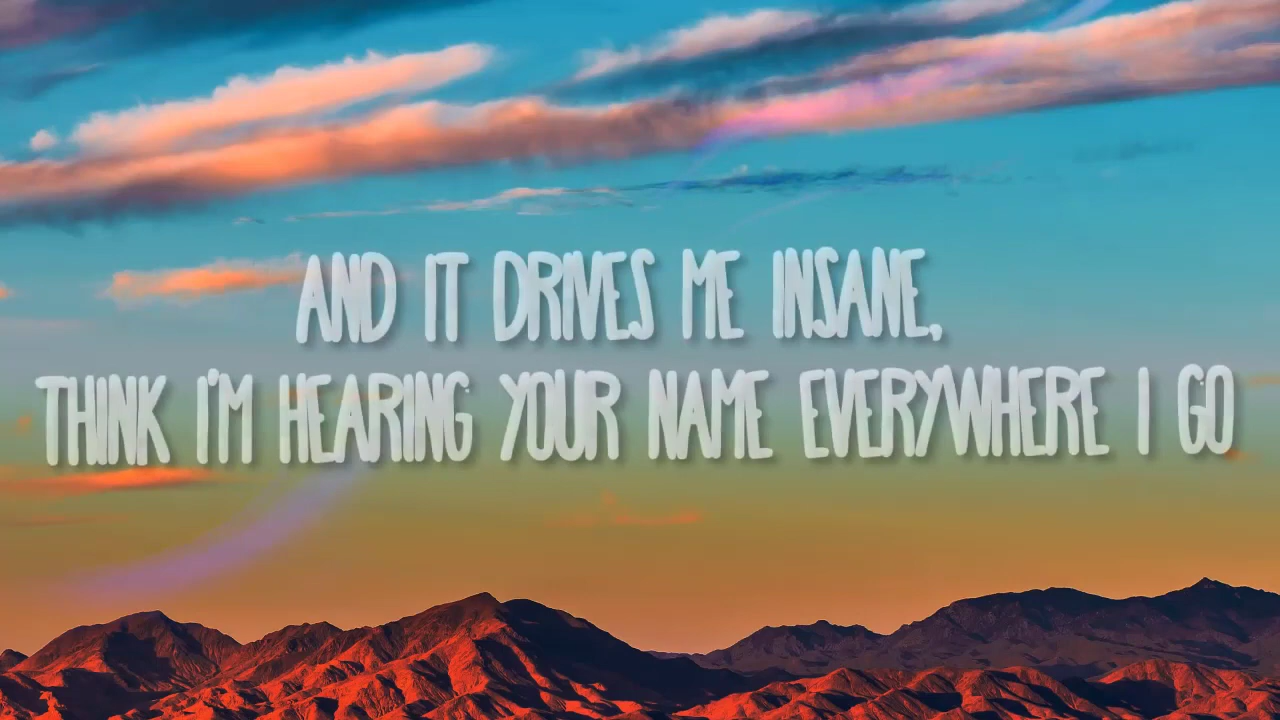 AND IT DRIVES ME INSANE,
THINK I'M HEARING YOUR NAME EVERYWHERE I GO